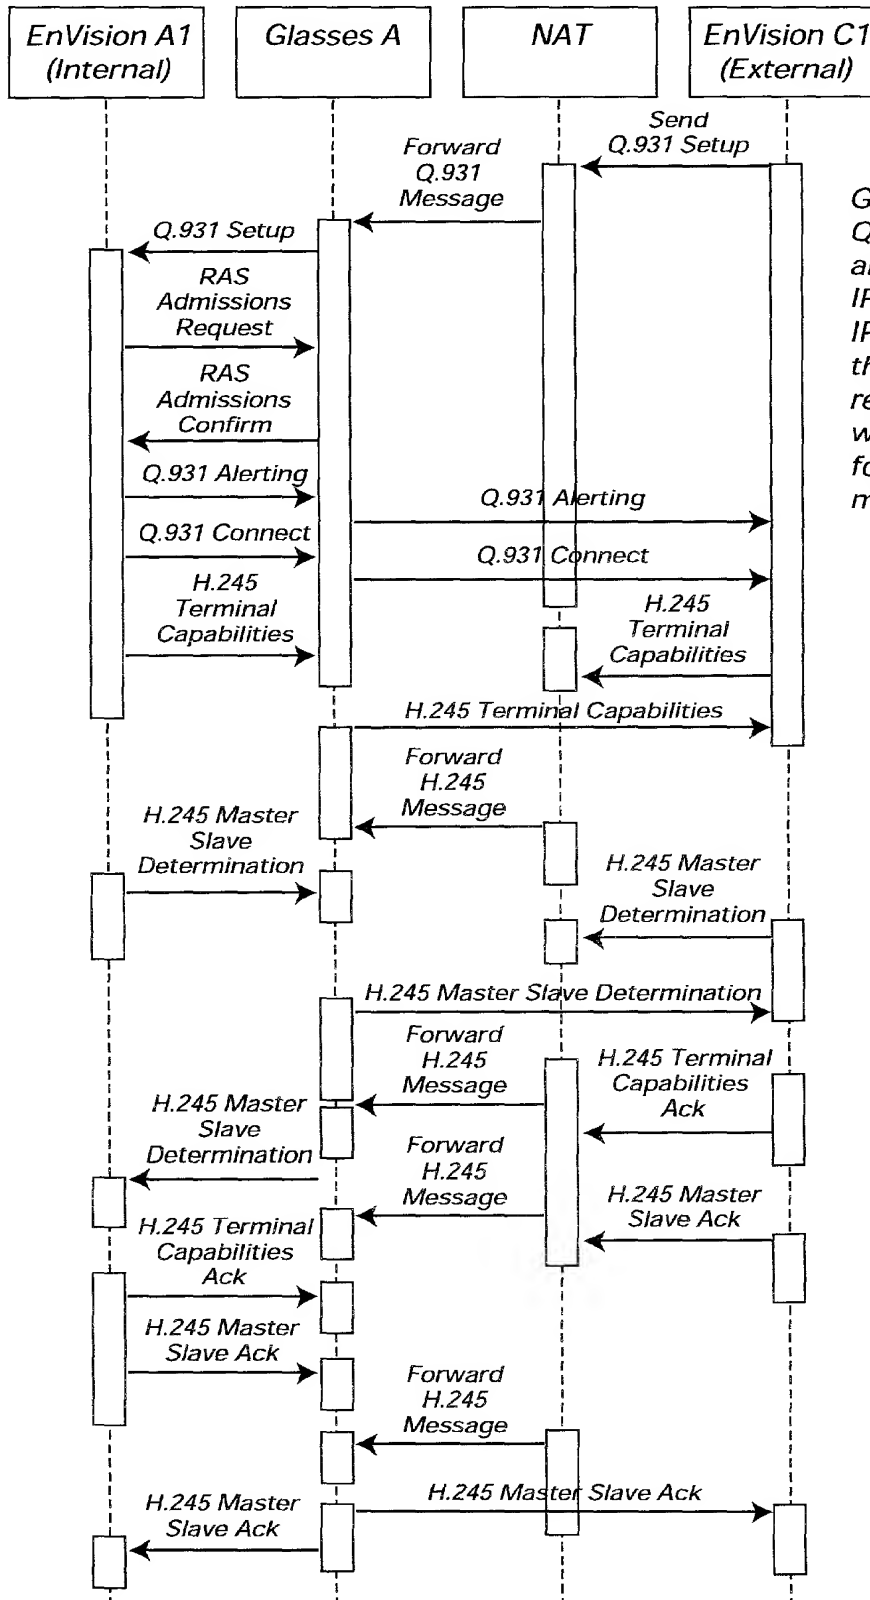 EnVision A1
(Internal)
Glasses A
NAT
EnVision C1
(External)
Send
Q.931 Setup
Forward
Q.931
Message
Q.931 Setup
RAS
Admissions
Request
RAS
Admissions
Confirm
Q.931 Alerting
Q.931 Alerting
Q.931 Connect
Q.931 Connect
H.245
Terminal
Capabilities
H.245
Terminal
Capabilities
H.245 Terminal Capabilities
Forward
H.245
Message
H.245 Master
Slave
Determination
H.245 Master
Slave
Determination
H.245 Master Slave Determination
Forward
H.245
Message
H.245 Terminal
Capabilities
Ack
H.245 Master
Slave
Determination
Forward
H.245
Message
H.245 Master
Slave Ack
H.245 Terminal
Capabilities
Ack
H.245 Master
Slave Ack
Forward
H.245
Message
H.245 Master Slave Ack
H.245 Master
Slave Ack